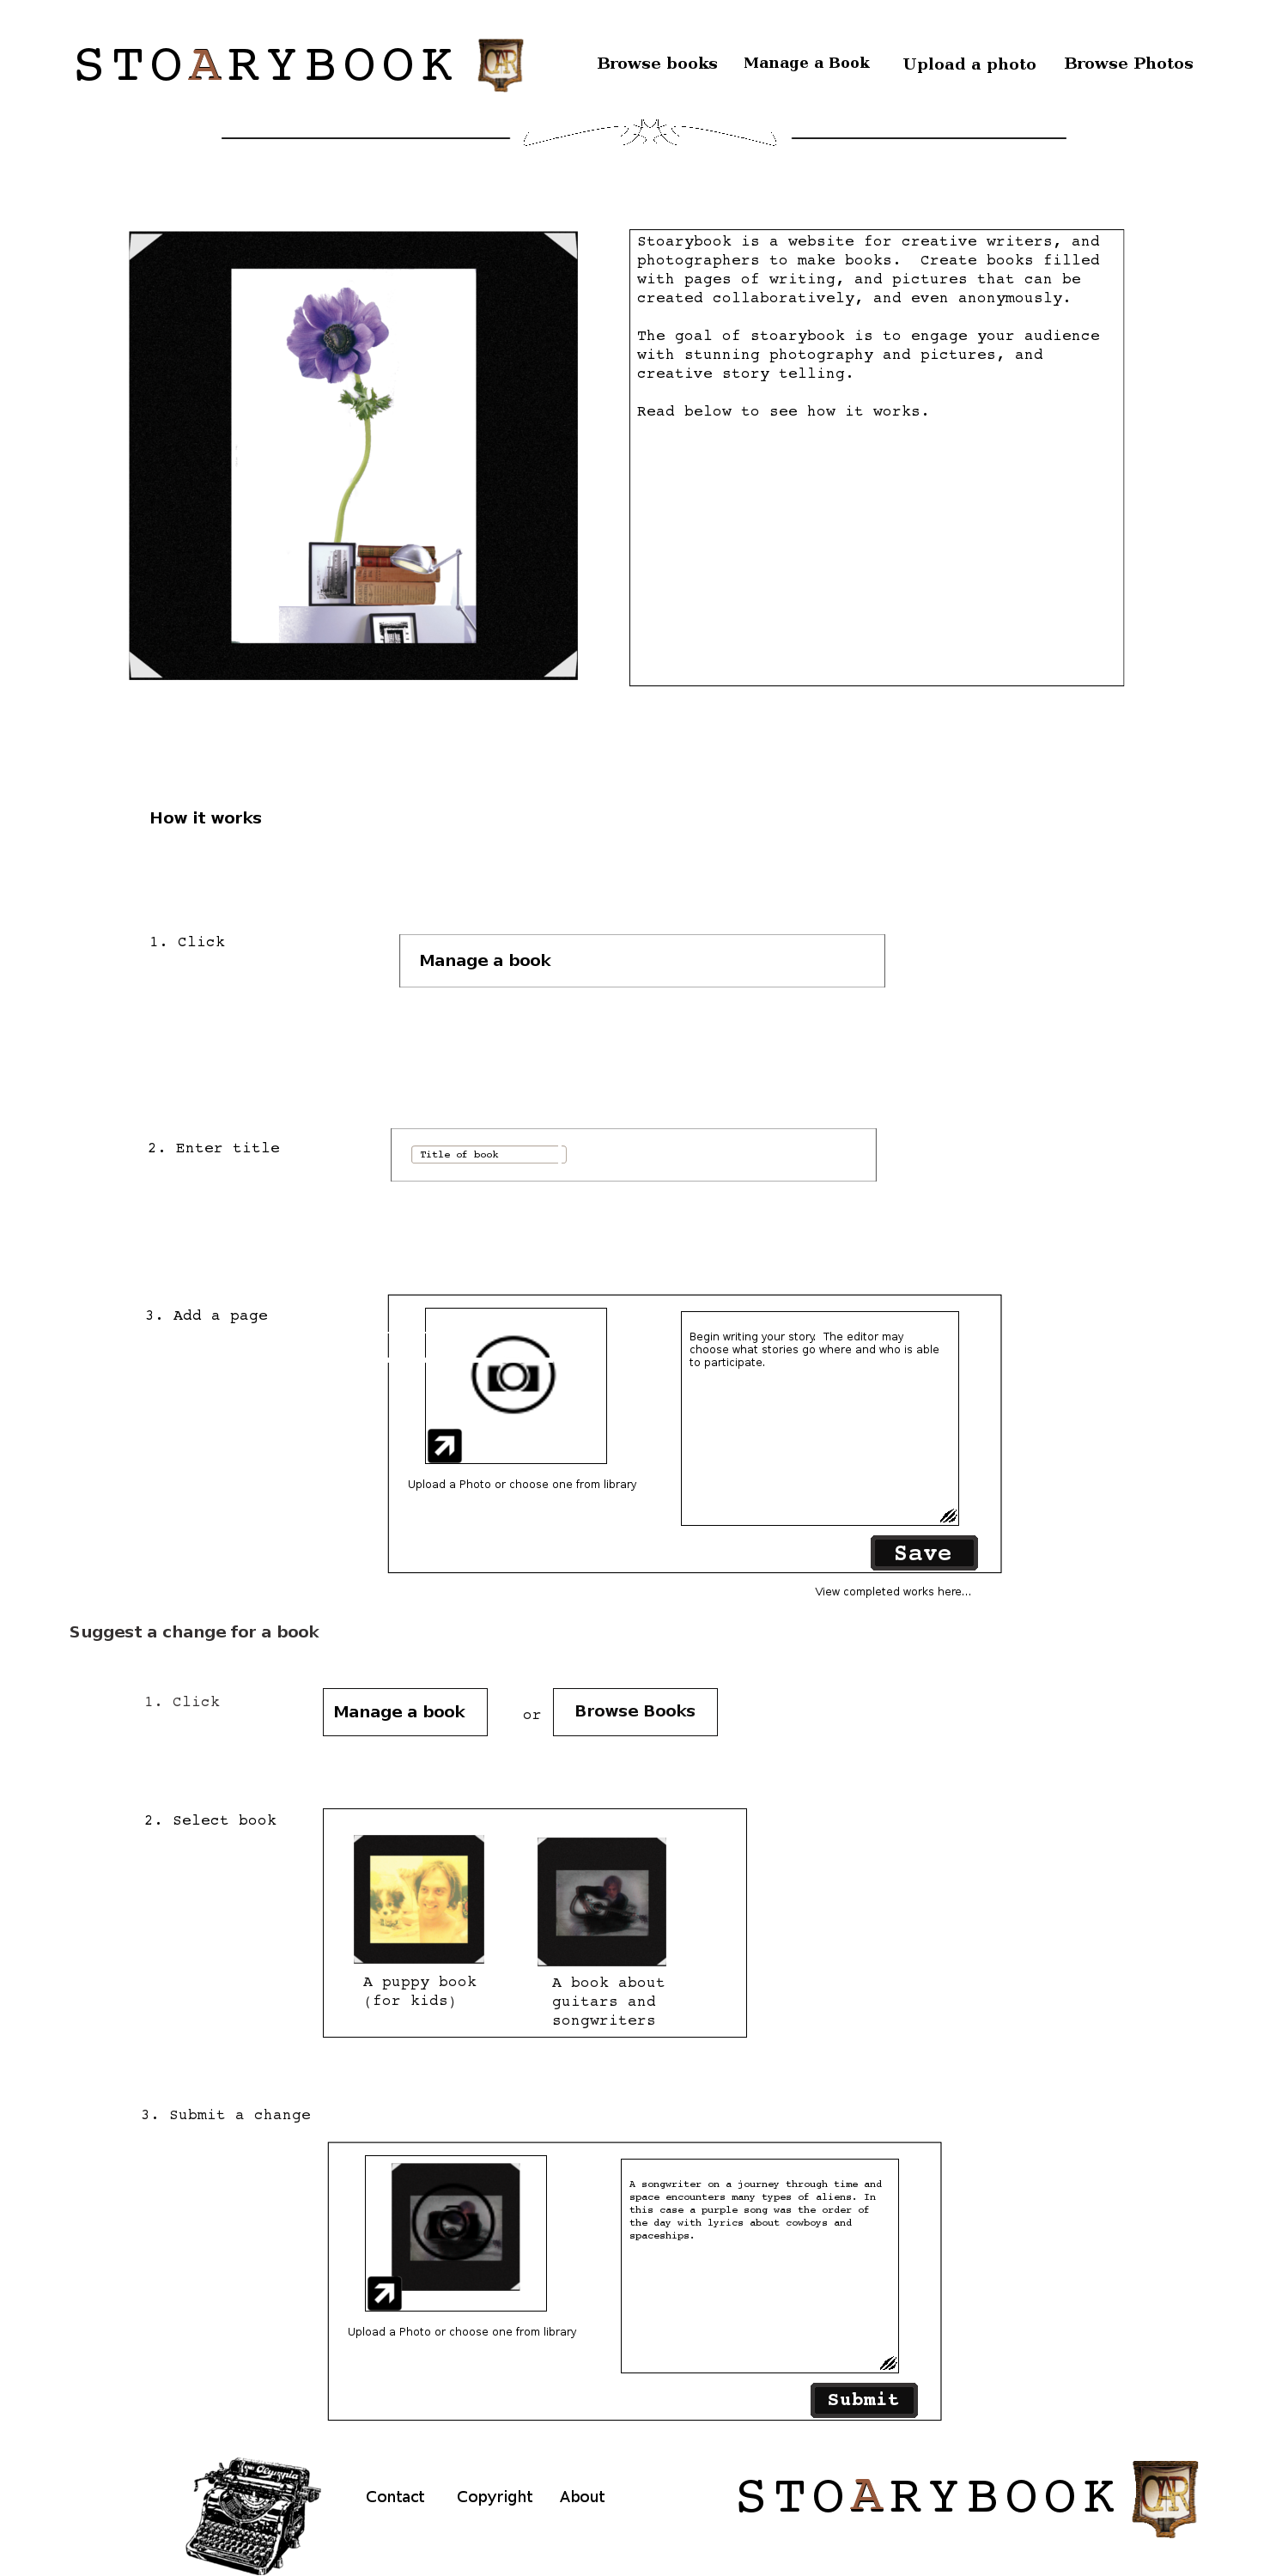 STOARYBOOK
CAR
Browse books Manage a Book Upload a photo Browse Photos
Stoarybook is a website for creative writers, and
photographers to make books.  Create books filled
with pages of writing, and pictures that can be
created collaboratively, and even anonymously.
The goal of stoarybook is to engage your audience
with stunning photography and pictures, and
creative story telling.
Read below to see how it works.
How it works
1. Click
Manage a book
2. Enter title
Title of book
3. Add a page
Begin writing your story.  The editor may
choose what stories go where and who is able
to participate.
Upload a Photo or choose one from library
Save
View completed works here...
Suggest a change for a book
1. Click
Manage a book
or
Browse Books
2. Select book
A puppy book
(for kids)
A book about
guitars and
songwriters
3. Submit a change
A songwriter on a journey through time and
space encounters many types of aliens. In
this case a purple song was the order of
the day with lyrics about cowboys and
spaceships.
Upload a Photo or choose one from library
Submit
Olympia
Contact Copyright About
STOARYBOOK
CAR